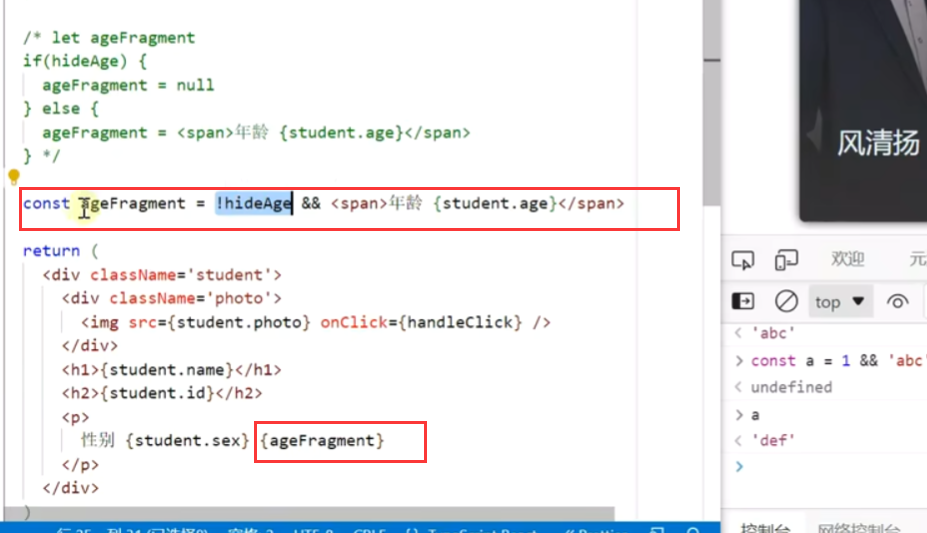 /* let ageFragment
if(hideAge) {
ageFragment = null
} else {
ageFragment = <span>年龄 {student.age}</span>
} */
const ageFragment = !hideAge && <span>年龄 {student.age}</span>
return (
<div className='student'>
<div className='photo'>
<img src={student.photo} onClick={handleClick} />
</div>
<h1>{student.name}</h1>
<h2>{student.id}</h2>
<p>
性别 {student.sex} {ageFragment}
</p>
</div>
)
风清扬
欢迎 元
top
'abc'
const a = 1 && 'abc'
undefined
a
'def'
控制台 网络控制台